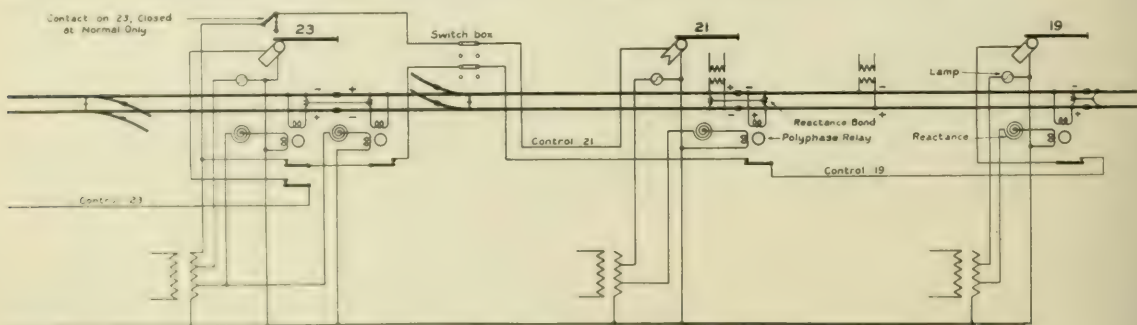 Contact on 23, Closed
at Normal Only
23
Switch box
21
19
Lamp
Reactance Bond
Polyphase Relay
Reactance
Control 21
Control 19
Control 23
- +
+ -
+ - +
- +
-
+
- +